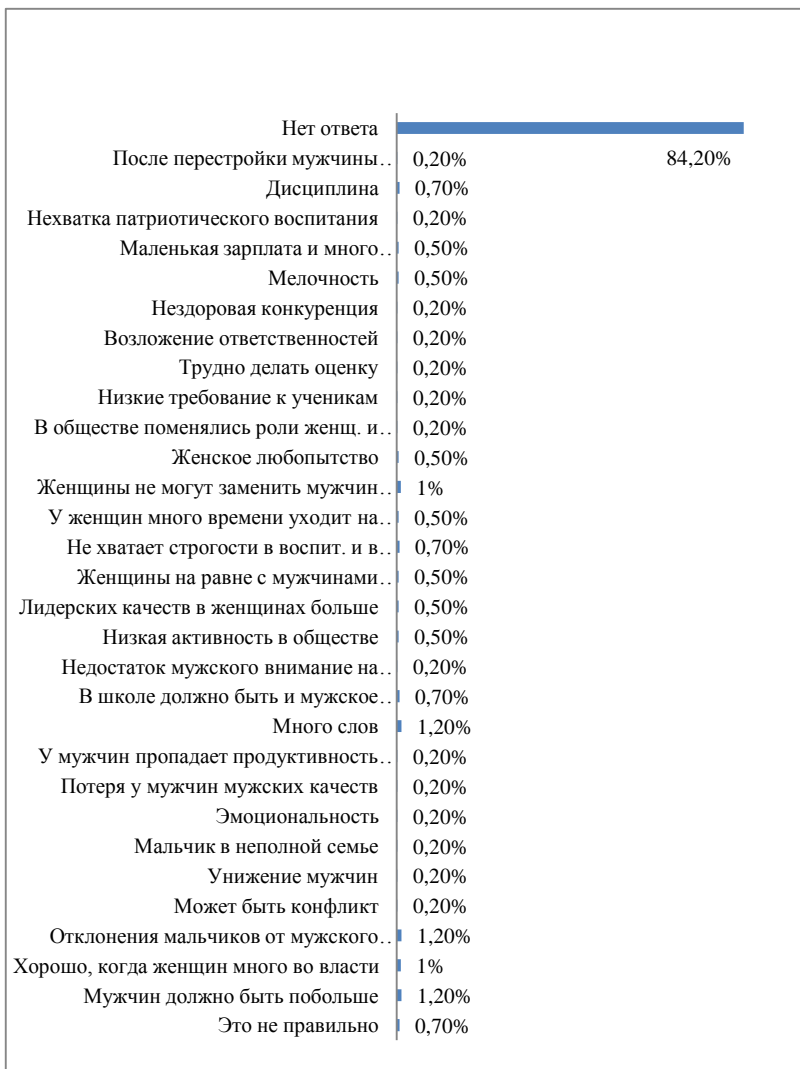 Нет ответа
После перестройки мужчины.. 0,20% 84,20%
Дисциплина 0,70%
Нехватка патриотического воспитания 0,20%
Маленькая зарплата и много.. 0,50%
Мелочность 0,50%
Нездоровая конкуренция 0,20%
Возложение ответственностей 0,20%
Трудно делать оценку 0,20%
Низкие требование к ученикам 0,20%
В обществе поменялись роли женщ. и.. 0,20%
Женское любопытство 0,50%
Женщины не могут заменить мужчин.. 1%
У женщин много времени уходит на.. 0,50%
Не хватает строгости в воспит. и в.. 0,70%
Женщины на равне с мужчинами.. 0,50%
Лидерских качеств в женщинах больше 0,50%
Низкая активность в обществе 0,50%
Недостаток мужского внимание на.. 0,20%
В школе должно быть и мужское.. 0,70%
Много слов 1,20%
У мужчин пропадает продуктивность.. 0,20%
Потеря у мужчин мужских качеств 0,20%
Эмоциональность 0,20%
Мальчик в неполной семье 0,20%
Унижение мужчин 0,20%
Может быть конфликт 0,20%
Отклонения мальчиков от мужского.. 1,20%
Хорошо, когда женщин много во власти 1%
Мужчин должно быть побольше 1,20%
Это не правильно 0,70%